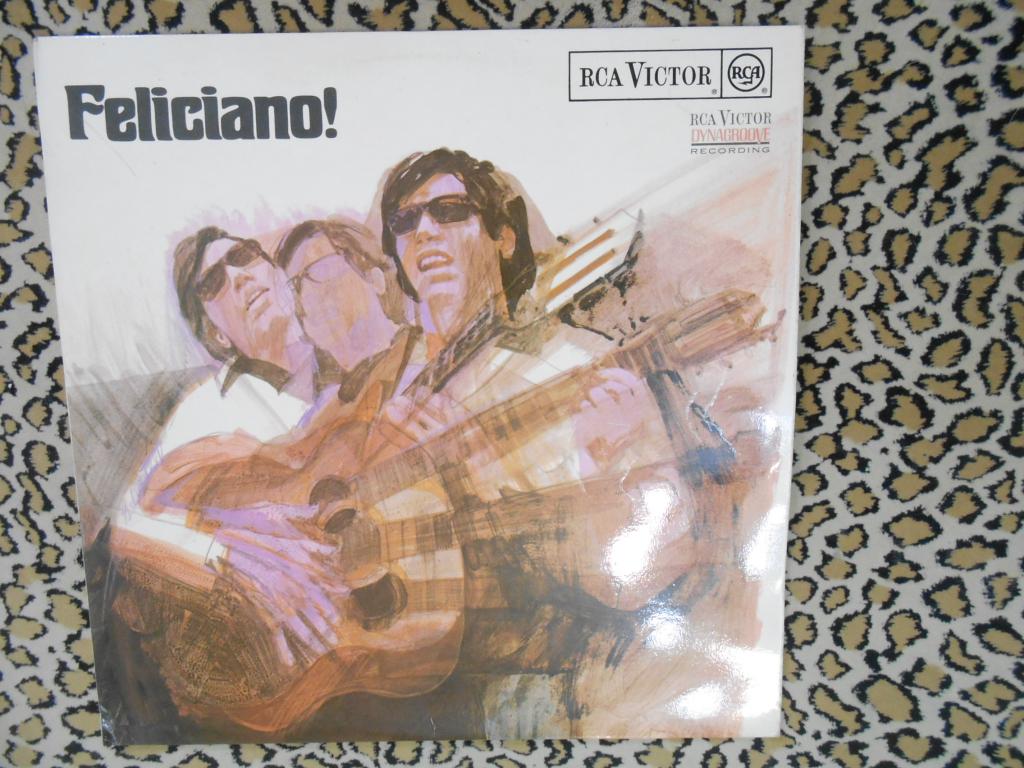 Feliciano!
RCA VICTOR RCA
RCA VICTOR
DYNAGROOVE
RECORDING